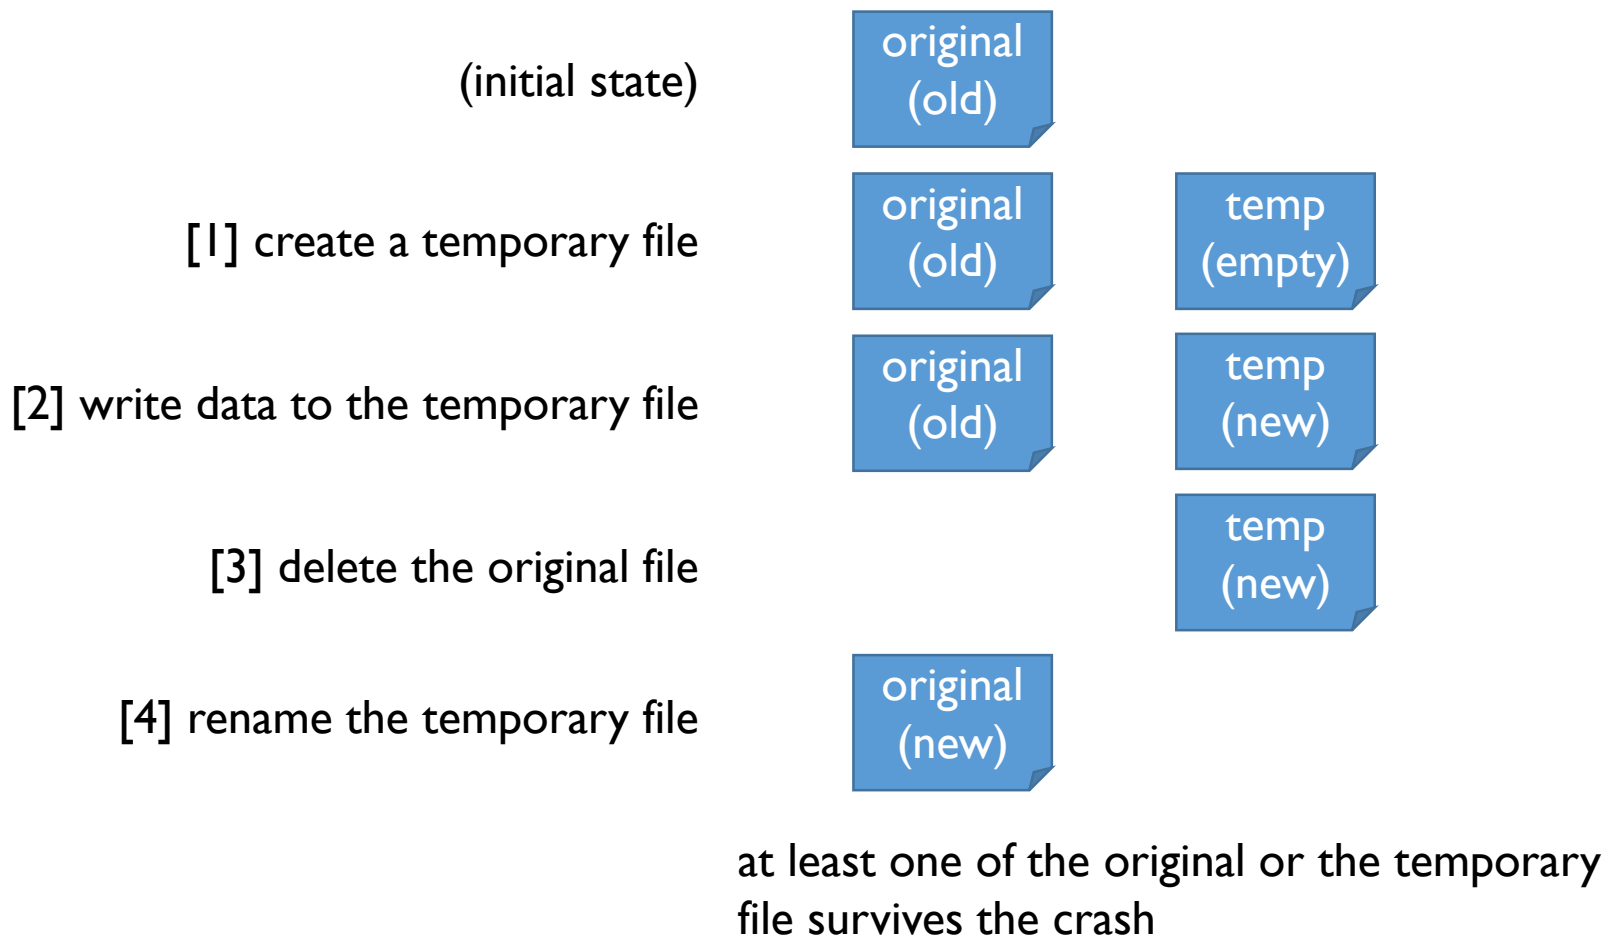 (initial state)
original
(old)
[1] create a temporary file
original
(old)
temp
(empty)
[2] write data to the temporary file
original
(old)
temp
(new)
[3] delete the original file
temp
(new)
[4] rename the temporary file
original
(new)
at least one of the original or the temporary
file survives the crash